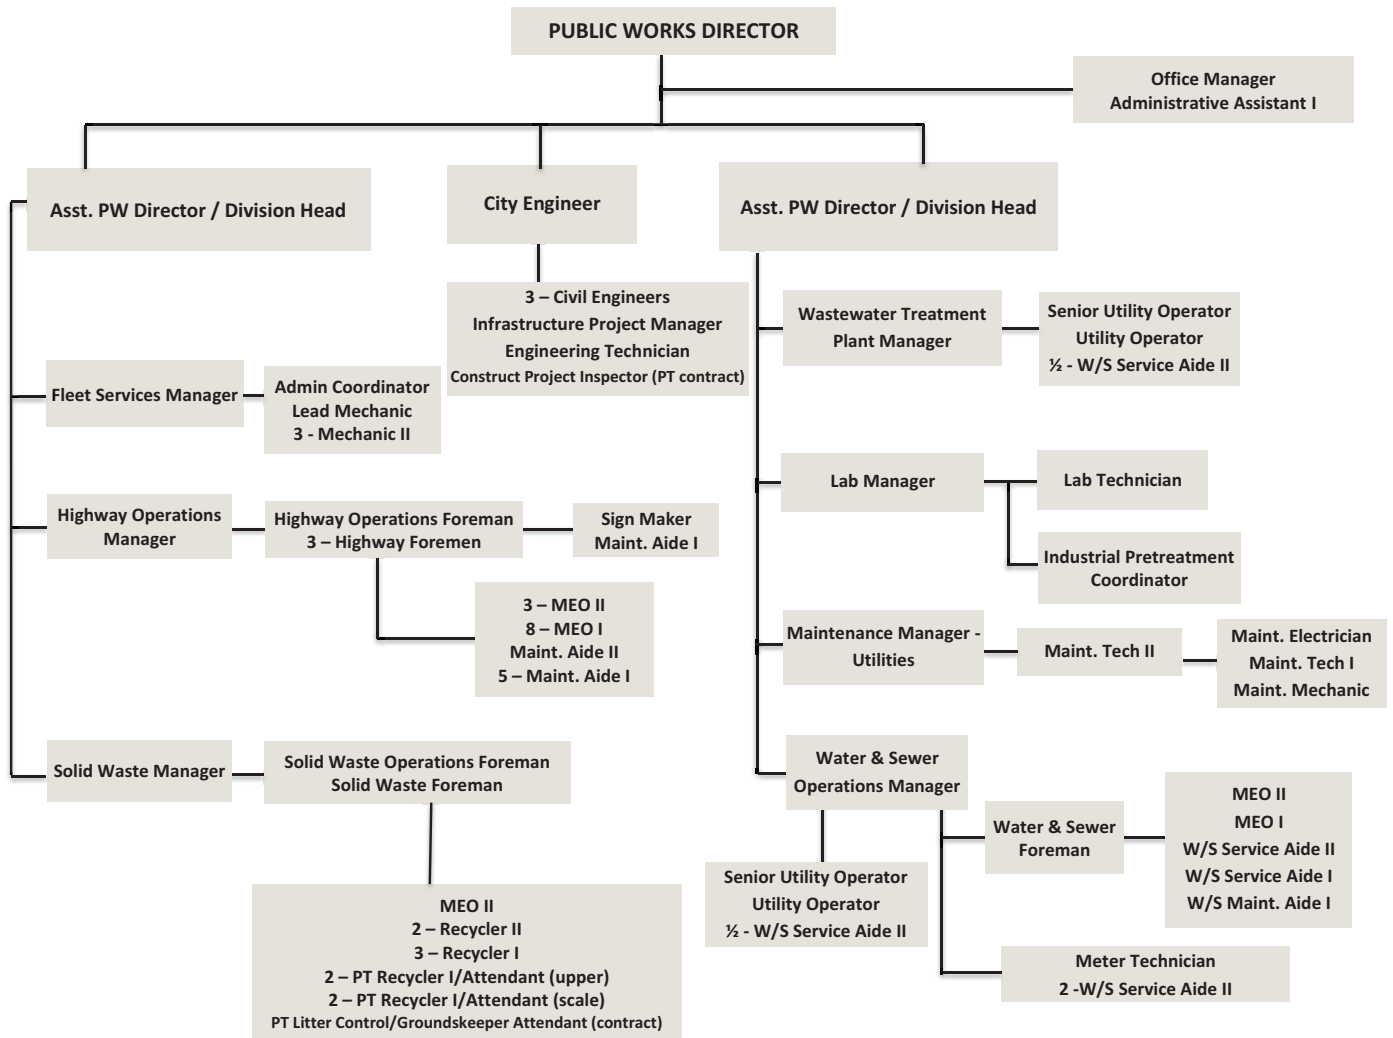 PUBLIC WORKS DIRECTOR
Office Manager
Administrative Assistant I
Asst. PW Director / Division Head
City Engineer
Asst. PW Director / Division Head
3 – Civil Engineers
Infrastructure Project Manager
Engineering Technician
Construct Project Inspector (PT contract)
Fleet Services Manager
Admin Coordinator
Lead Mechanic
3 - Mechanic II
Highway Operations
Manager
Highway Operations Foreman
3 – Highway Foremen
Sign Maker
Maint. Aide I
3 – MEO II
8 – MEO I
Maint. Aide II
5 – Maint. Aide I
Solid Waste Manager
Solid Waste Operations Foreman
Solid Waste Foreman
MEO II
2 – Recycler II
3 – Recycler I
2 – PT Recycler I/Attendant (upper)
2 – PT Recycler I/Attendant (scale)
PT Litter Control/Groundskeeper Attendant (contract)
Wastewater Treatment
Plant Manager
Senior Utility Operator
Utility Operator
½ - W/S Service Aide II
Lab Manager
Lab Technician
Industrial Pretreatment
Coordinator
Maintenance Manager -
Utilities
Maint. Tech II
Maint. Electrician
Maint. Tech I
Maint. Mechanic
Water & Sewer
Operations Manager
Senior Utility Operator
Utility Operator
½ - W/S Service Aide II
Water & Sewer
Foreman
MEO II
MEO I
W/S Service Aide II
W/S Service Aide I
W/S Maint. Aide I
Meter Technician
2 -W/S Service Aide II